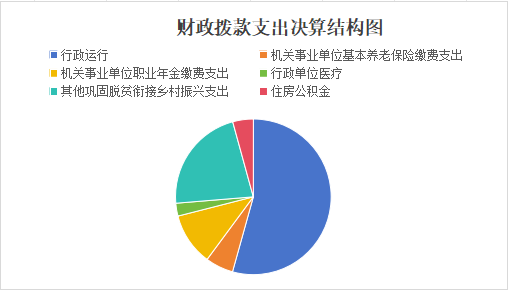 财政拨款支出决算结构图
行政运行 机关事业单位基本养老保险缴费支出
机关事业单位职业年金缴费支出 行政单位医疗
其他巩固脱贫衔接乡村振兴支出 住房公积金